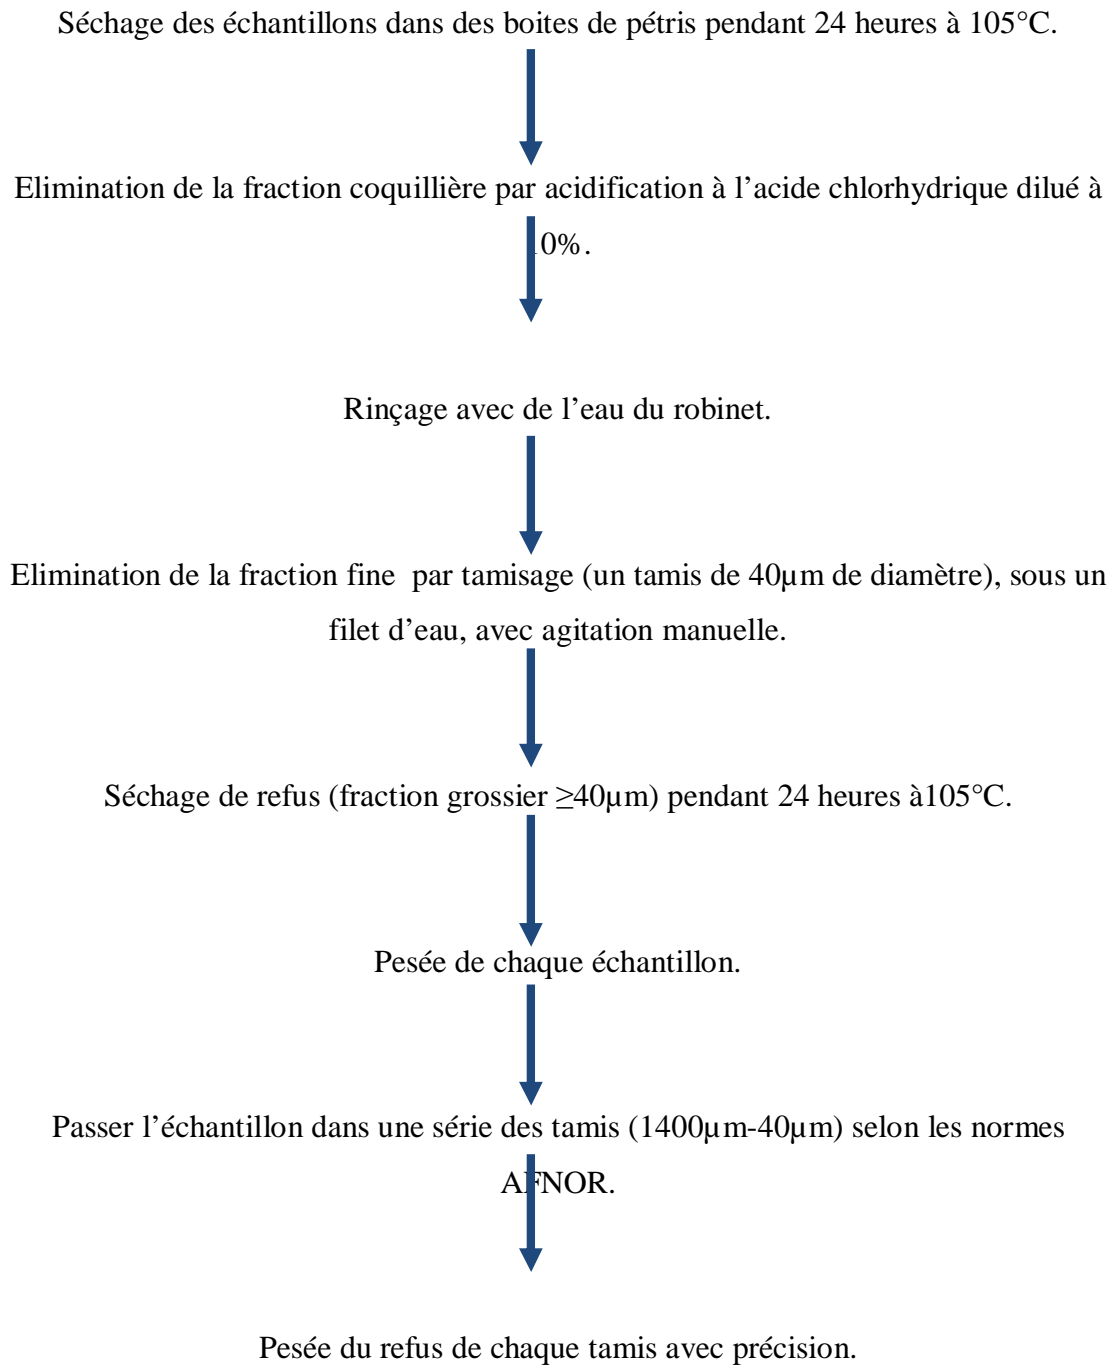 Séchage des échantillons dans des boites de pétris pendant 24 heures à 105°C.
Elimination de la fraction coquillière par acidification à l’acide chlorhydrique dilué à
10%.
Rinçage avec de l’eau du robinet.
Elimination de la fraction fine  par tamisage (un tamis de 40µm de diamètre), sous un
filet d’eau, avec agitation manuelle.
Séchage de refus (fraction grossier ≥40µm) pendant 24 heures à105°C.
Pesée de chaque échantillon.
Passer l’échantillon dans une série des tamis (1400µm-40µm) selon les normes
AFNOR.
Pesée du refus de chaque tamis avec précision.